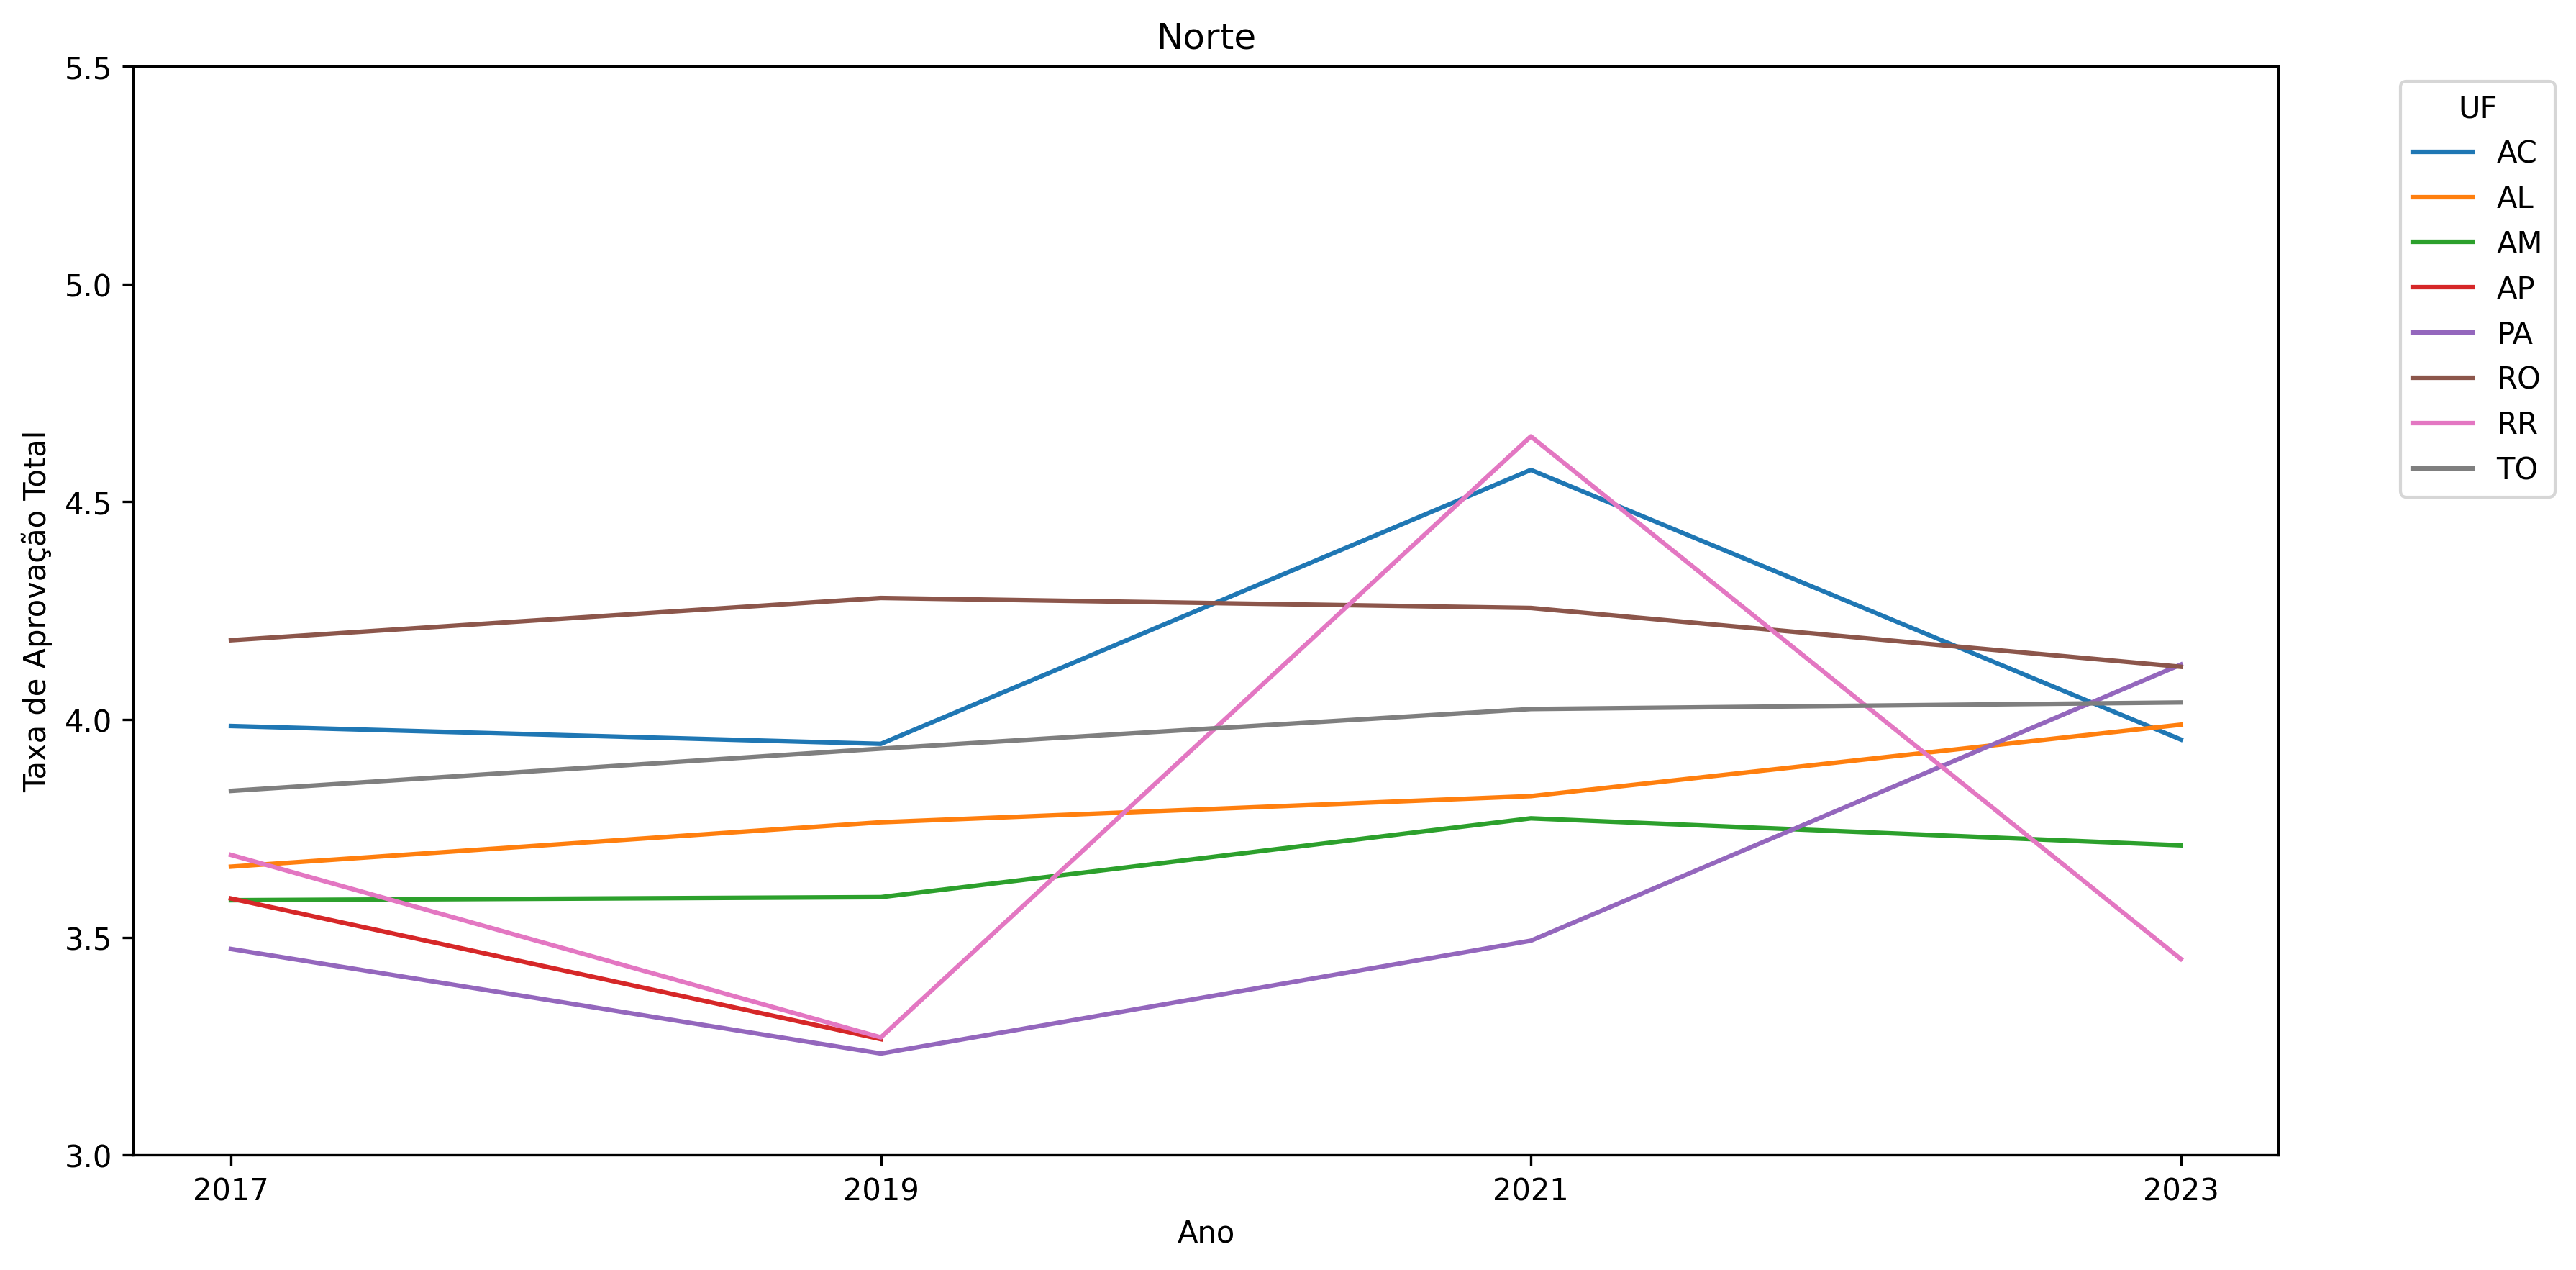 Norte
5.5
5.0
4.5
4.0
3.5
3.0
Taxa de Aprovação Total
2017 2019 2021 2023
Ano
UF
AC
AL
AM
AP
PA
RO
RR
TO